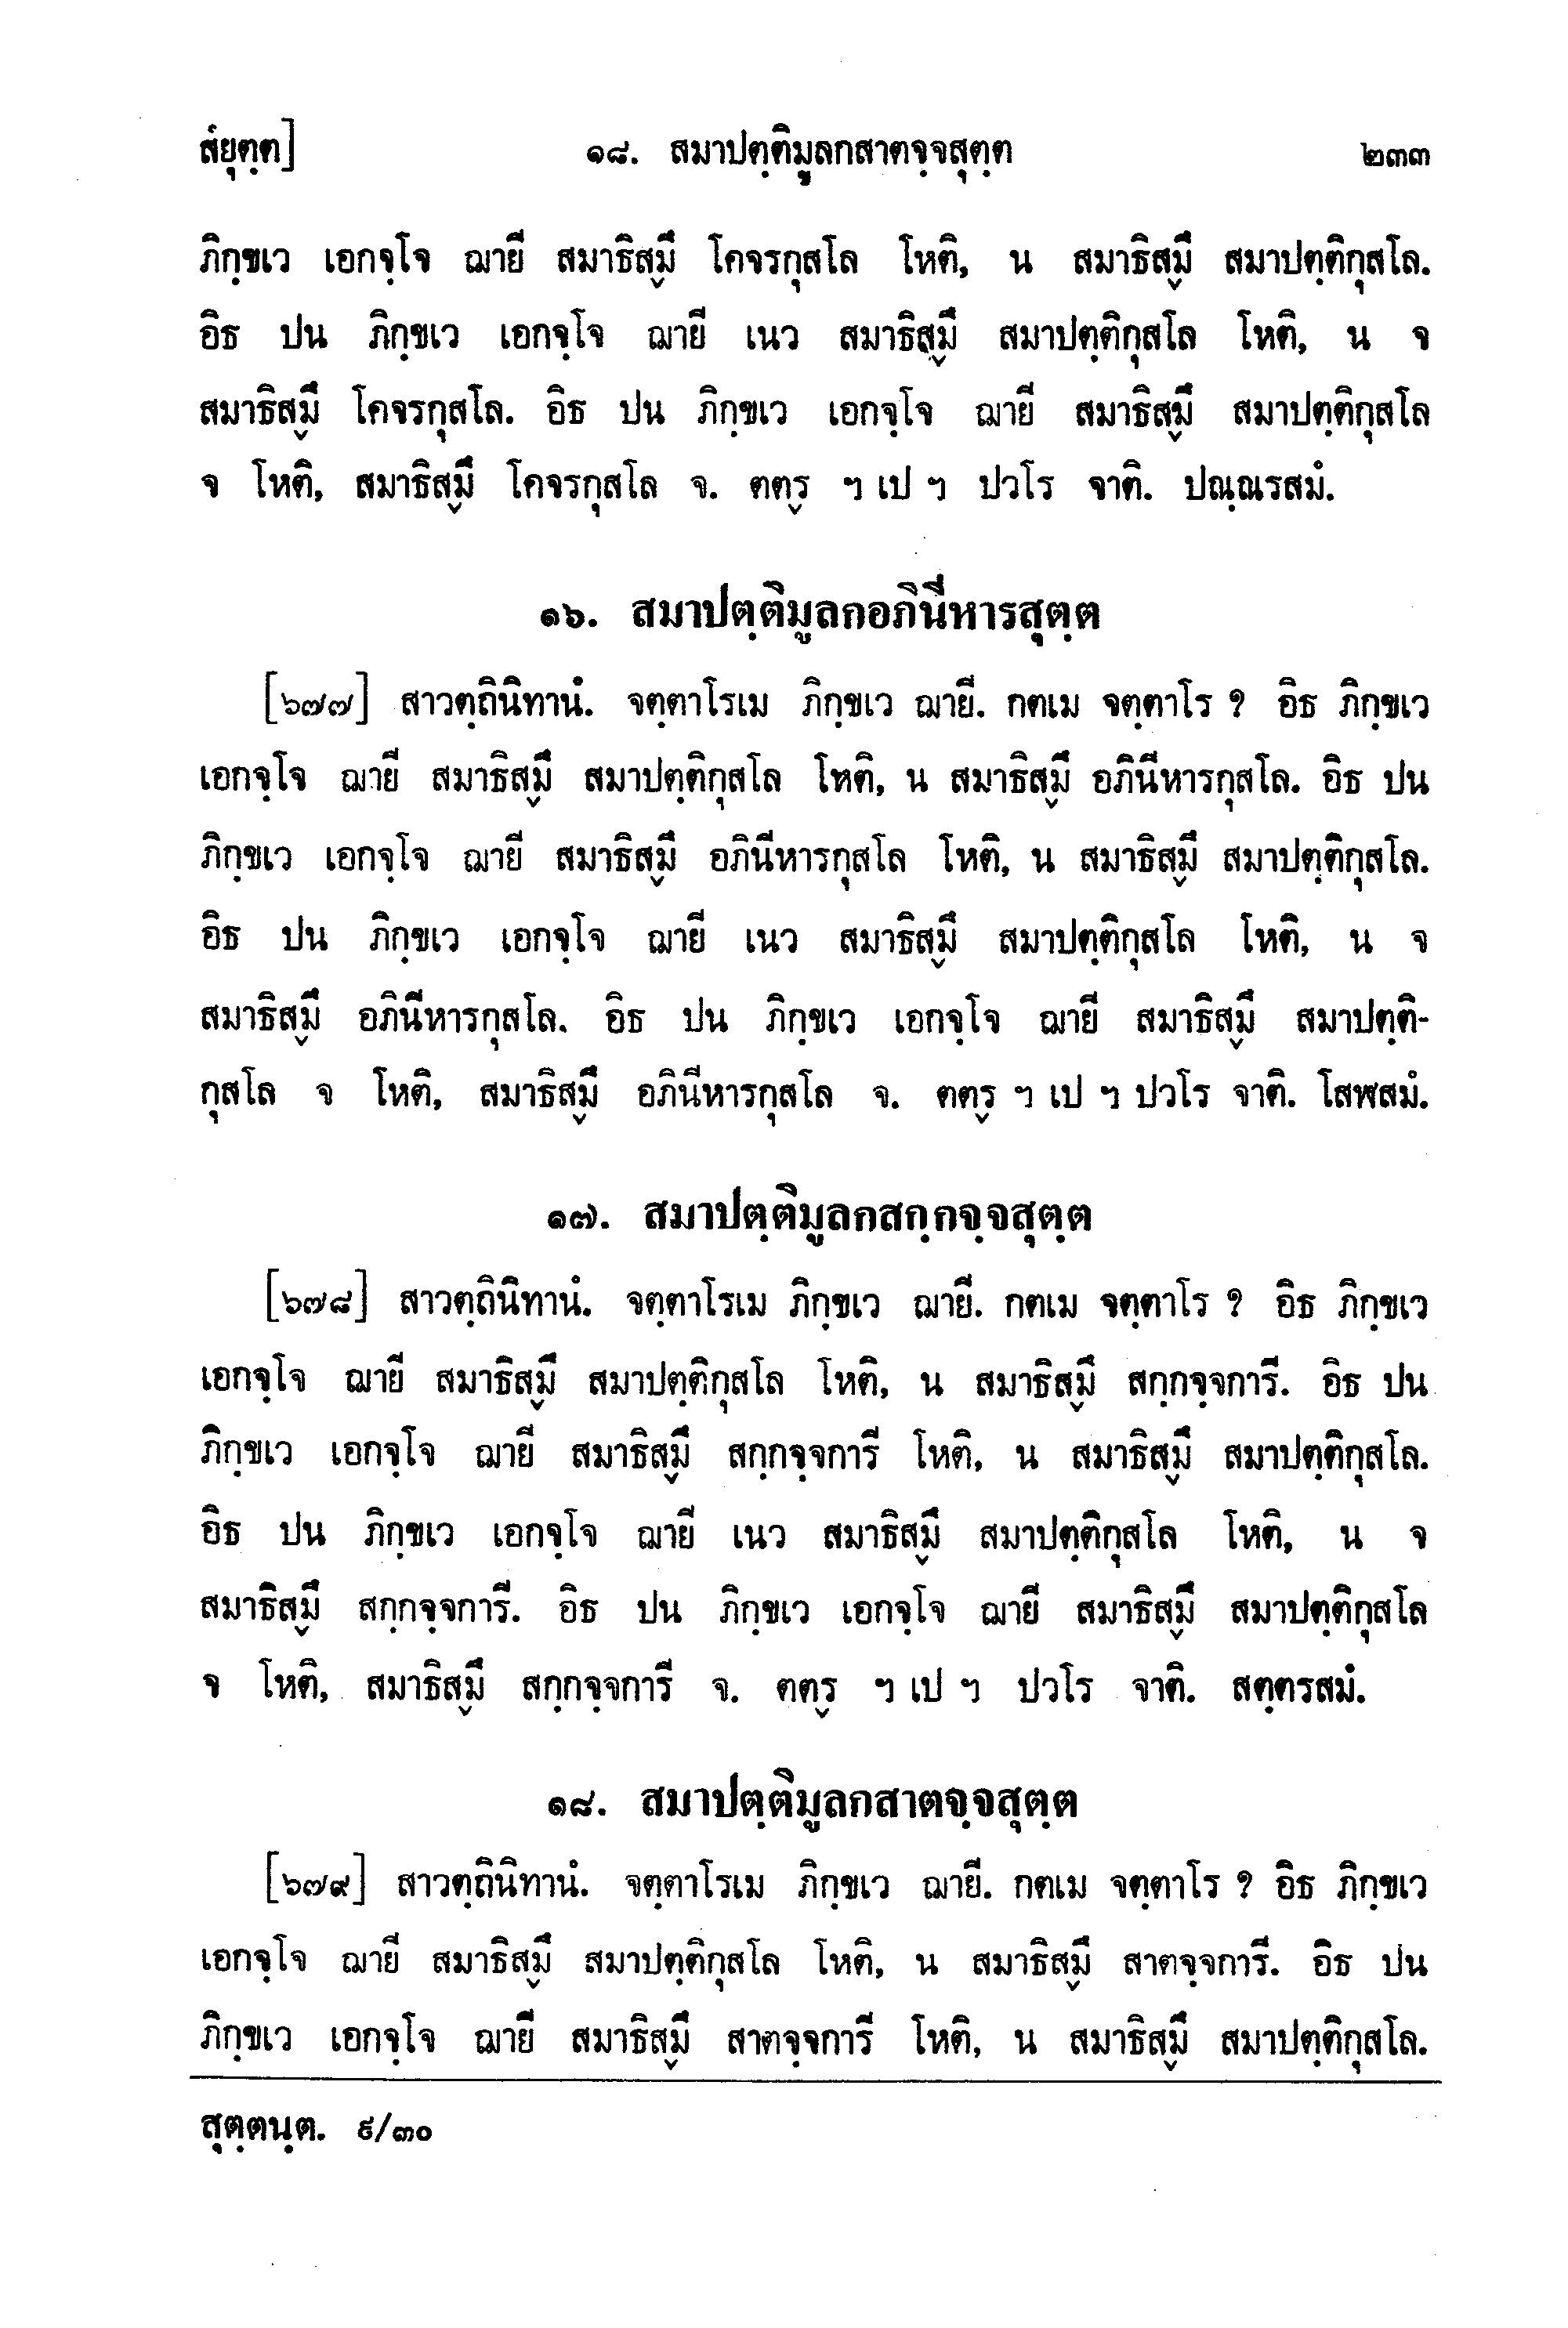 สํยุตฺต] ๑๘. สมาปตฺติมูลกสาตจฺจสุตฺต ๒๓๓
ภิกฺขเว เอกจฺโจ ฌายี สมาธิส๎มึ โคจรกุสโล โหติ, น สมาธิส๎มึ สมาปตฺติกุสโล.
อิธ ปน ภิกฺขเว เอกจฺโจ ฌายี เนว สมาธิส๎มึ สมาปตฺติกุสโล โหติ, น จ
สมาธิส๎มึ โคจรกุสโล. อิธ ปน ภิกฺขเว เอกจฺโจ ฌายี สมาธิส๎มึ สมาปตฺติกุสโล
จ โหติ, สมาธิส๎มึ โคจรกุสโล จ. ตต๎ร ฯ เป ฯ ปวโร จาติ. ปณฺณรสมํ.
๑๖. สมาปตฺติมูลกอภินีหารสุตฺต
[๖๗๗] สาวตฺถินิทานํ. จตฺตาโรเม ภิกฺขเว ฌายี. กตเม จตฺตาโร ? อิธ ภิกฺขเว
เอกจฺโจ ฌายี สมาธิส๎มึ สมาปตฺติกุสโล โหติ, น สมาธิส๎มึ อภินีหารกุสโล. อิธ ปน
ภิกฺขเว เอกจฺโจ ฌายี สมาธิส๎มึ อภินีหารกุสโล โหติ, น สมาธิส๎มึ สมาปตฺติกุสโล.
อิธ ปน ภิกฺขเว เอกจฺโจ ฌายี เนว สมาธิส๎มึ สมาปตฺติกุสโล โหติ, น จ
สมาธิส๎มึ อภินีหารกุสโล. อิธ ปน ภิกฺขเว เอกจฺโจ ฌายี สมาธิส๎มึ สมาปตฺติ-
กุสโล จ โหติ, สมาธิส๎มึ อภินีหารกุสโล จ. ตต๎ร ฯ เป ฯ ปวโร จาติ. โสฬสมํ.
๑๗. สมาปตฺติมูลกสกฺกจฺจสุตฺต
[๖๗๘] สาวตฺถินิทานํ. จตฺตาโรเม ภิกฺขเว ฌายี. กตเม จตฺตาโร ? อิธ ภิกฺขเว
เอกจฺโจ ฌายี สมาธิส๎มึ สมาปตฺติกุสโล โหติ, น สมาธิส๎มึ สกฺกจฺจการี. อิธ ปน
ภิกฺขเว เอกจฺโจ ฌายี สมาธิส๎มึ สกฺกจฺจการี โหติ, น สมาธิส๎มึ สมาปตฺติกุสโล.
อิธ ปน ภิกฺขเว เอกจฺโจ ฌายี เนว สมาธิส๎มึ สมาปตฺติกุสโล โหติ, น จ
สมาธิส๎มึ สกฺกจฺจการี. อิธ ปน ภิกฺขเว เอกจฺโจ ฌายี สมาธิส๎มึ สมาปตฺติกุสโล
จ โหติ, สมาธิส๎มึ สกฺกจฺจการี จ. ตต๎ร ฯ เป ฯ ปวโร จาติ. สตฺตรสมํ.
๑๘. สมาปตฺติมูลกสาตจฺจสุตฺต
[๖๗๙] สาวตฺถินิทานํ. จตฺตาโรเม ภิกฺขเว ฌายี. กตเม จตฺตาโร ? อิธ ภิกฺขเว
เอกจฺโจ ฌายี สมาธิส๎มึ สมาปตฺติกุสโล โหติ, น สมาธิส๎มึ สาตจฺจการี. อิธ ปน
ภิกฺขเว เอกจฺโจ ฌายี สมาธิส๎มึ สาตจฺจการี โหติ, น สมาธิส๎มึ สมาปตฺติกุสโล.
สุตฺตนฺต. ๙/๓๐